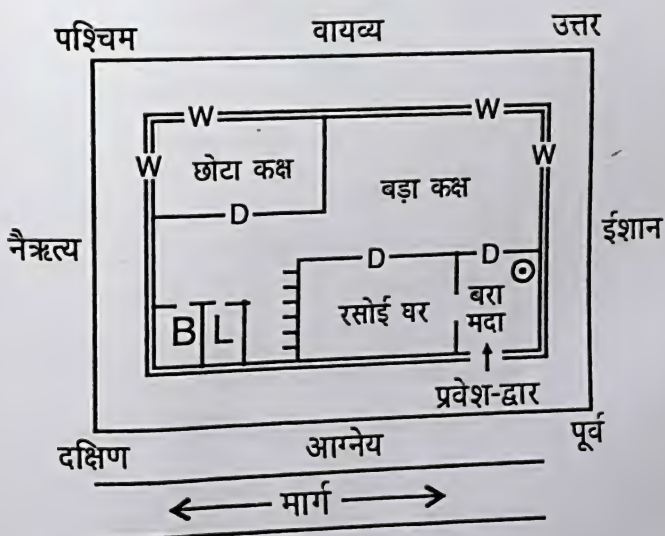 पश्चिम वायव्य उत्तर
W W
W W
छोटा कक्ष बड़ा कक्ष
D
नैऋत्य ईशान
D D
रसोई घर बरा
मदा
B L
प्रवेश-द्वार
दक्षिण आग्नेय पूर्व
मार्ग